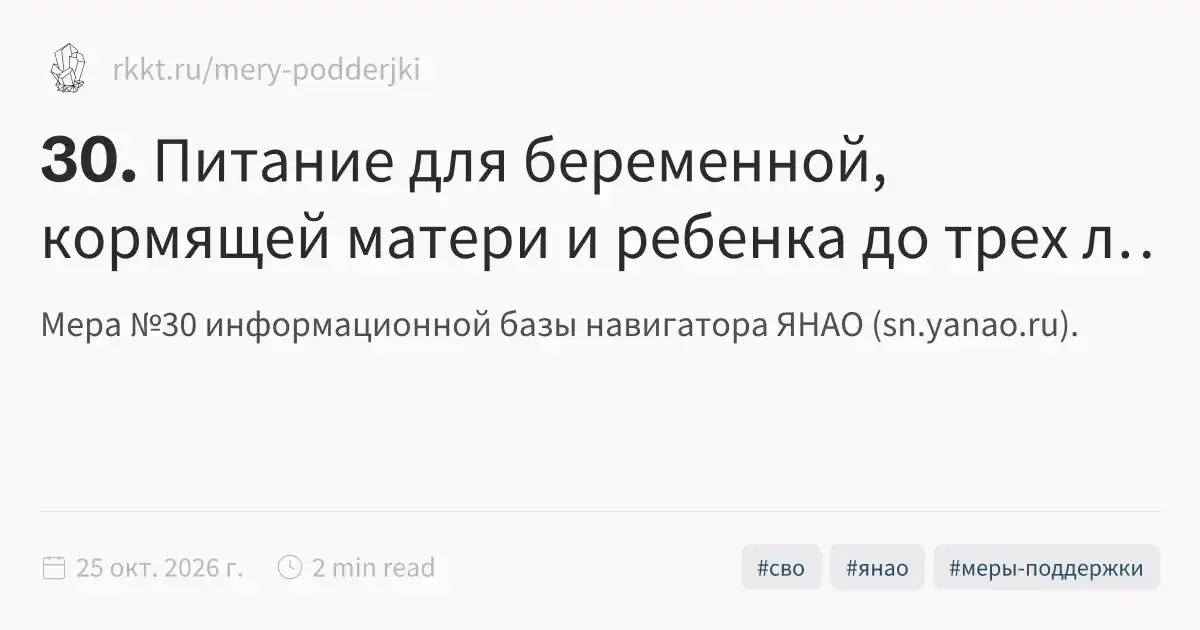 rkkt.ru/mery-podderjki
30. Питание для беременной,
кормящей матери и ребенка до трех л..
Мера №30 информационной базы навигатора ЯНАО (sn.yanao.ru).
25 окт. 2026 г. 2 min read #сво #янао #меры-поддержки